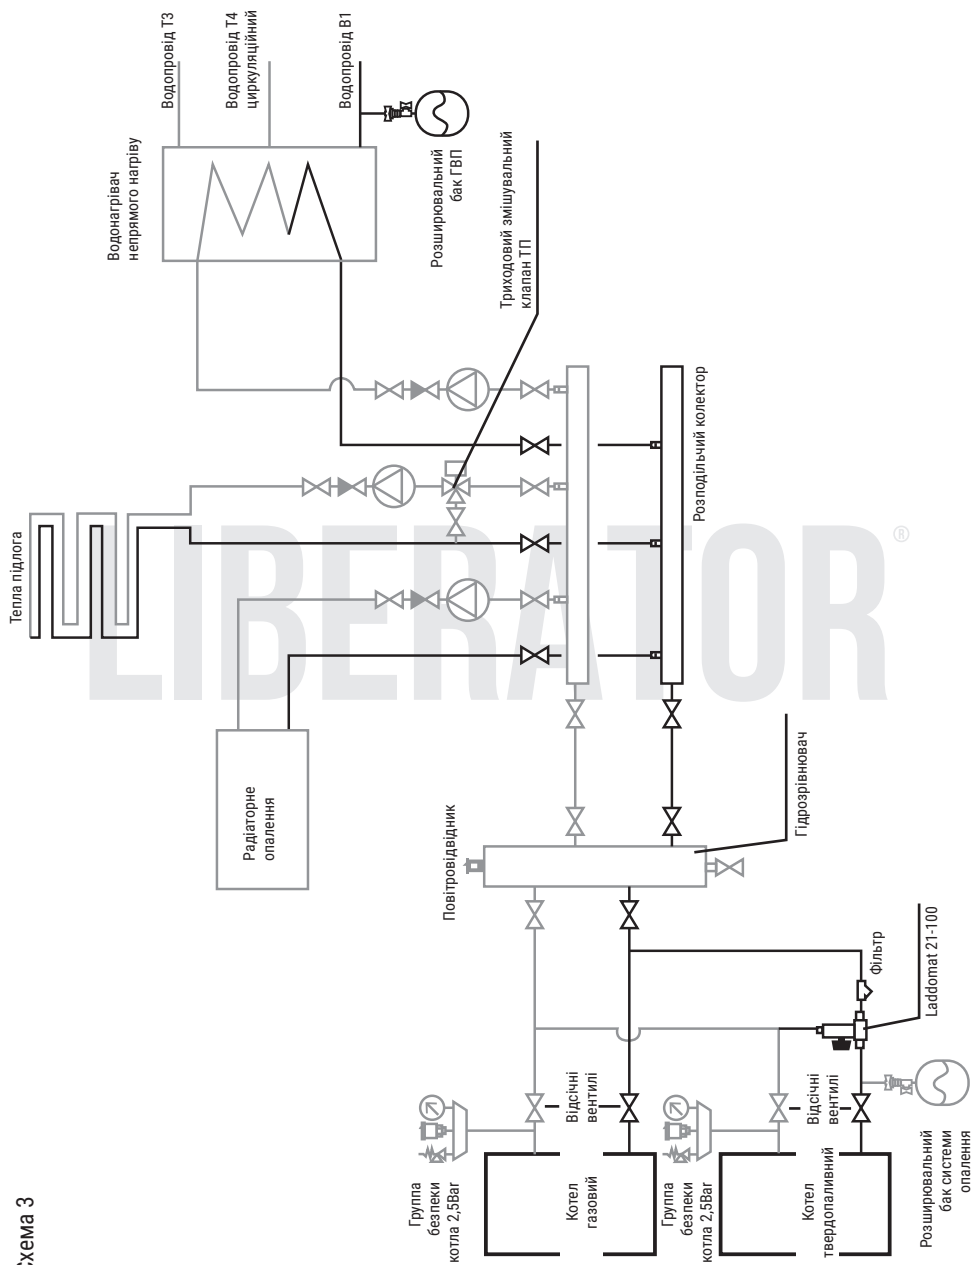 Схема 3
Группа
безпеки
котла 2,5Bar
Котел
газовий
Відсічні
вентилі
Группа
безпеки
котла 2,5Bar
Котел
твердопаливний
Відсічні
вентилі
Розширювальний
бак системи
опалення
Laddomat 21-100
Фільтр
Повітровідвідник
Гідрозрівнювач
Радіаторне
опалення
Тепла підлога
Розподільчий колектор
Триходовий змішувальний
клапан ТП
Водонагрівач
непрямого нагріву
Розширювальний
бак ГВП
Водопровід Т3
Водопровід Т4
циркуляційний
Водопровід В1
LIBERATOR®